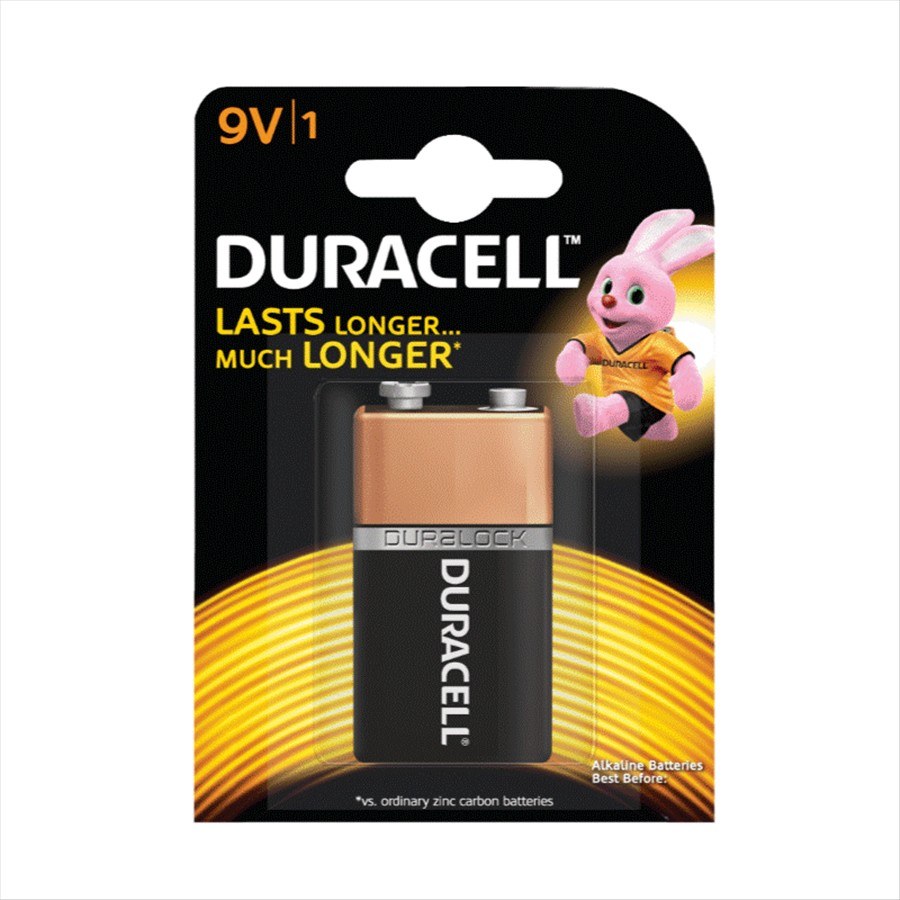 9V|1
DURACELL™
LASTS LONGER...
MUCH LONGER*
DURACELL
DURALOCK
DURACELL®
Alkaline Batteries
Best Before:
*vs. ordinary zinc carbon batteries